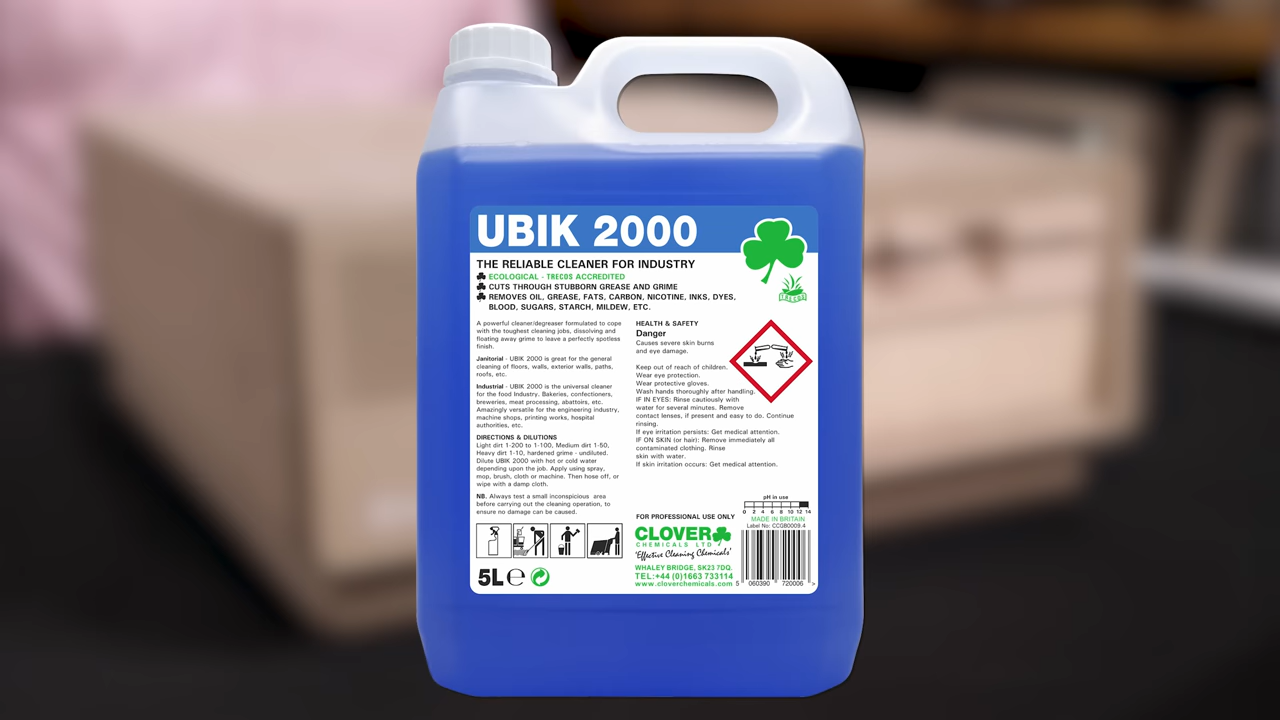 UBIK 2000
THE RELIABLE CLEANER FOR INDUSTRY
ECOLOGICAL - TRECOS ACCREDITED
CUTS THROUGH STUBBORN GREASE AND GRIME
REMOVES OIL, GREASE, FATS, CARBON, NICOTINE, INKS, DYES,
BLOOD, SUGARS, STARCH, MILDEW, ETC.
TRECOS
A powerful cleaner/degreaser formulated to cope
with the toughest cleaning jobs, dissolving and
floating away grime to leave a perfectly spotless
finish.
Janitorial - UBIK 2000 is great for the general
cleaning of floors, walls, exterior walls, paths,
roofs, etc.
Industrial - UBIK 2000 is the universal cleaner
for the food Industry. Bakeries, confectioners,
breweries, meat processing, abattoirs, etc.
Amazingly versatile for the engineering industry,
machine shops, printing works, hospital
authorities, etc.
DIRECTIONS & DILUTIONS
Light dirt 1-200 to 1-100, Medium dirt 1-50,
Heavy dirt 1-10, hardened grime - undiluted.
Dilute UBIK 2000 with hot or cold water
depending upon the job. Apply using spray,
mop, brush, cloth or machine. Then hose off, or
wipe with a damp cloth.
NB. Always test a small inconspicious area
before carrying out the cleaning operation, to
ensure no damage can be caused.
5L e
HEALTH & SAFETY
Danger
Causes severe skin burns
and eye damage.
Keep out of reach of children.
Wear eye protection.
Wear protective gloves.
Wash hands thoroughly after handling.
IF IN EYES: Rinse cautiously with
water for several minutes. Remove
contact lenses, if present and easy to do. Continue
rinsing.
If eye irritation persists: Get medical attention.
IF ON SKIN (or hair): Remove immediately all
contaminated clothing. Rinse
skin with water.
If skin irritation occurs: Get medical attention.
FOR PROFESSIONAL USE ONLY
CLOVER
CHEMICALS LTD
'Effective Cleaning Chemicals'
WHALEY BRIDGE, SK23 7DQ.
TEL:+44 (0)1663 733114
www.cloverchemicals.com
pH in use
0 2 4 6 8 10 12 14
MADE IN BRITAIN
Label No: CCGB0009.4
5 060390 720006 >